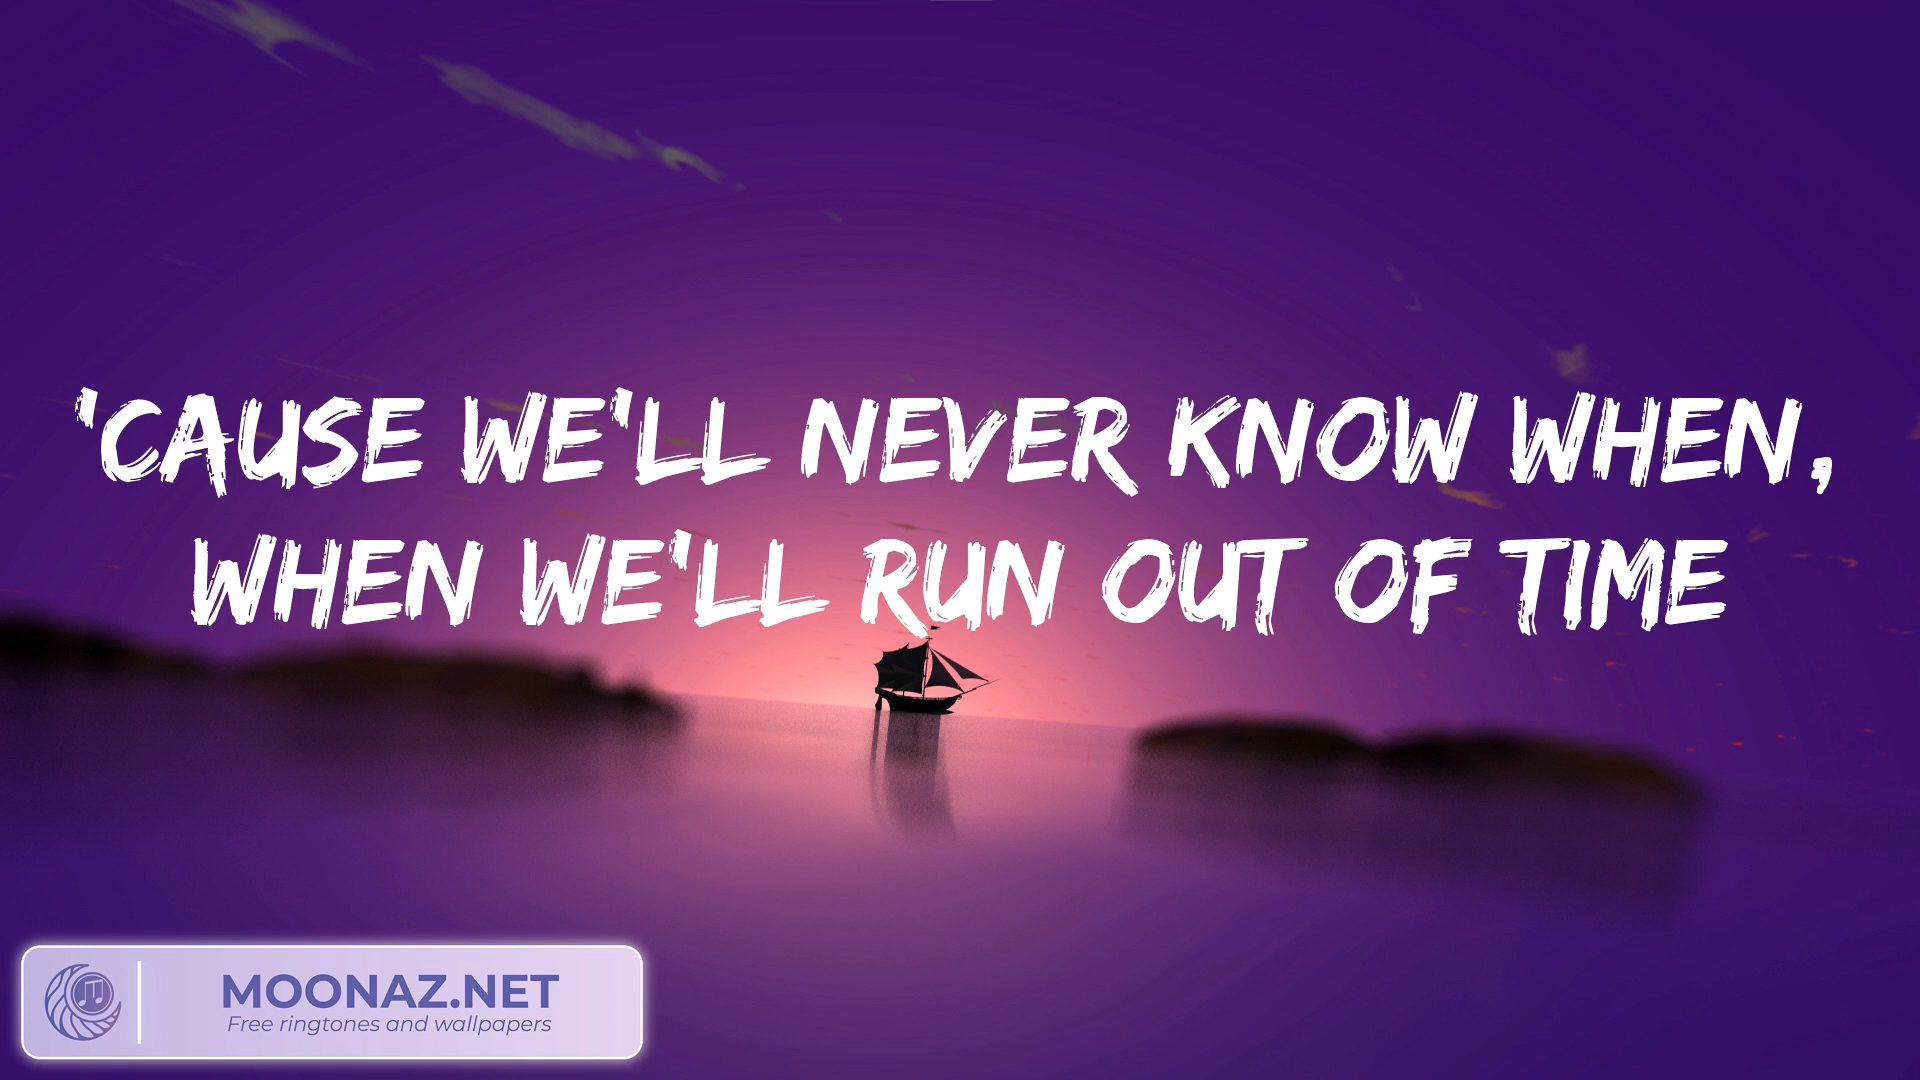 'CAUSE WE'LL NEVER KNOW WHEN,
WHEN WE'LL RUN OUT OF TIME
MOONAZ.NET
Free ringtones and wallpapers